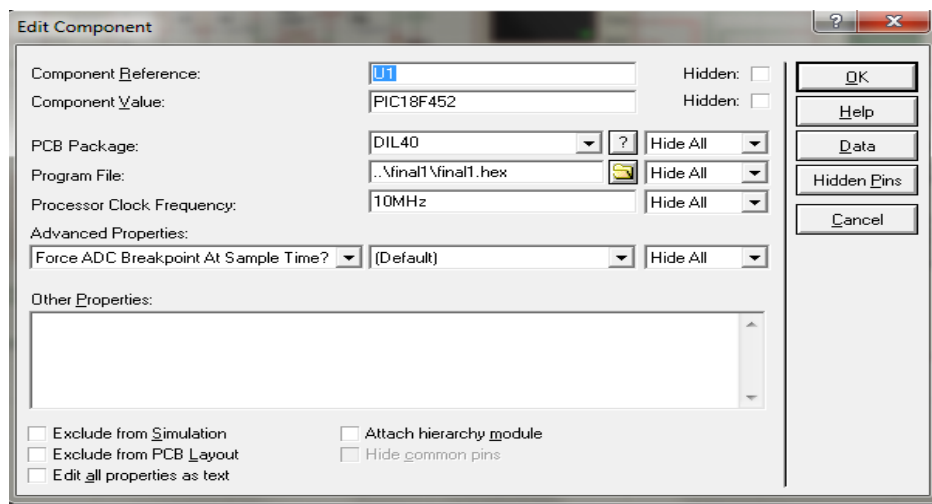 Edit Component
Component Reference: U1 Hidden: OK
Component Value: PIC18F452 Hidden: Help
PCB Package: DIL40 ? Hide All Data
Program File: ..\final1\final1.hex Hide All Hidden Pins
Processor Clock Frequency: 10MHz Hide All Cancel
Advanced Properties:
Force ADC Breakpoint At Sample Time? (Default) Hide All
Other Properties:
Exclude from Simulation Attach hierarchy module
Exclude from PCB Layout Hide common pins
Edit all properties as text